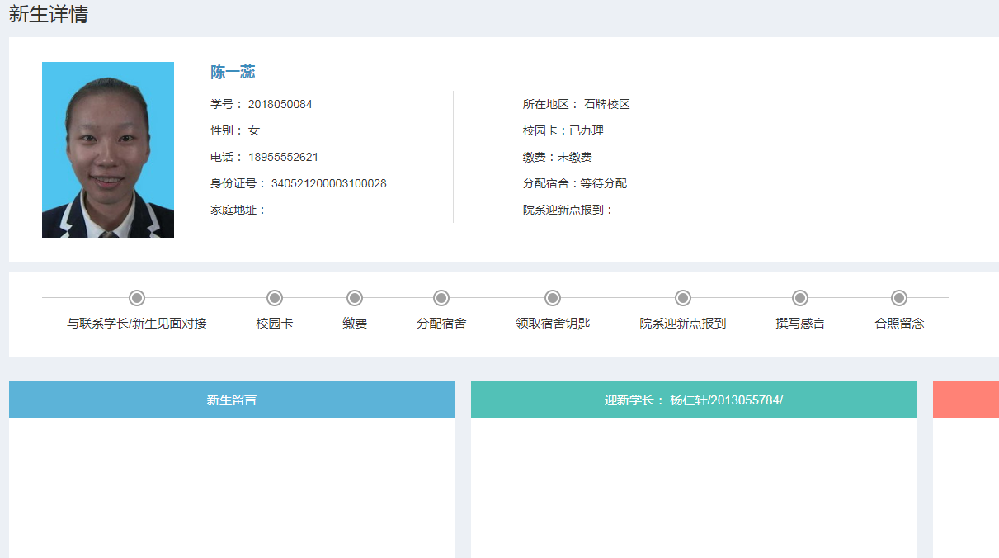 新生详情
陈一蕊
学号： 2018050084
性别： 女
电话： 18955552621
身份证号： 340521200003100028
家庭地址：
所在地区： 石牌校区
校园卡：已办理
缴费：未缴费
分配宿舍：等待分配
院系迎新点报到：
与联系学长/新生见面对接 校园卡 缴费 分配宿舍 领取宿舍钥匙 院系迎新点报到 撰写感言 合照留念
新生留言
迎新学长： 杨仁轩/2013055784/